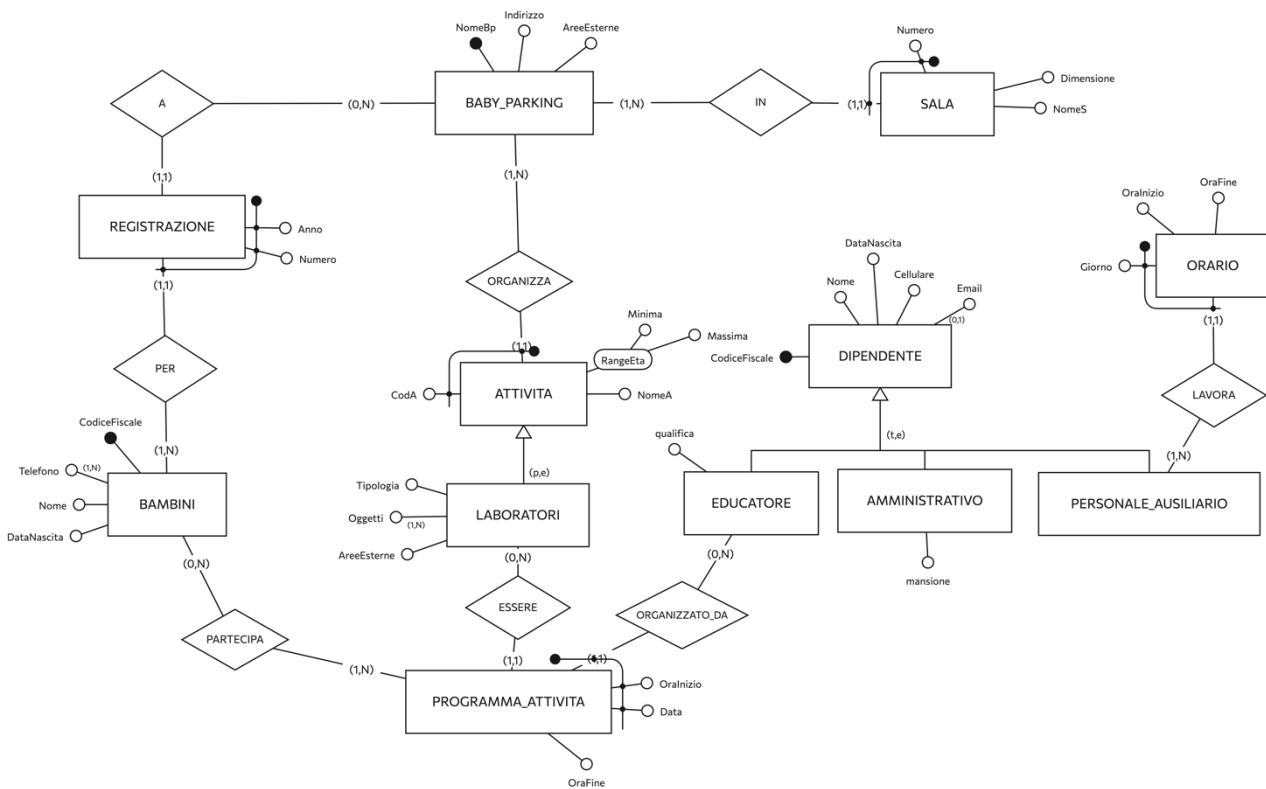 NomeBp
Indirizzo
AreeEsterne
Numero
A
(0,N)
BABY_PARKING
(1,N)
IN
(1,1)
SALA
Dimensione
NomeS
(1,1)
(1,N)
REGISTRAZIONE
Anno
Numero
(1,1)
OraInizio
OraFine
Giorno
ORARIO
(1,1)
ORGANIZZA
DataNascita
Nome
Cellulare
Email
(0,1)
CodiceFiscale
DIPENDENTE
Minima
Massima
RangeEta
(1,1)
CodA
ATTIVITA
NomeA
PER
LAVORA
(1,N)
(t,e)
(1,N)
CodiceFiscale
Telefono
(1,N)
Nome
DataNascita
BAMBINI
(p,e)
Tipologia
Oggetti
(1,N)
AreeEsterne
LABORATORI
qualifica
EDUCATORE
AMMINISTRATIVO
PERSONALE_AUSILIARIO
mansione
(0,N)
(0,N)
(0,N)
ESSERE
ORGANIZZATO_DA
PARTECIPA
(1,N)
(1,1)
(1,1)
PROGRAMMA_ATTIVITA
OraInizio
Data
OraFine